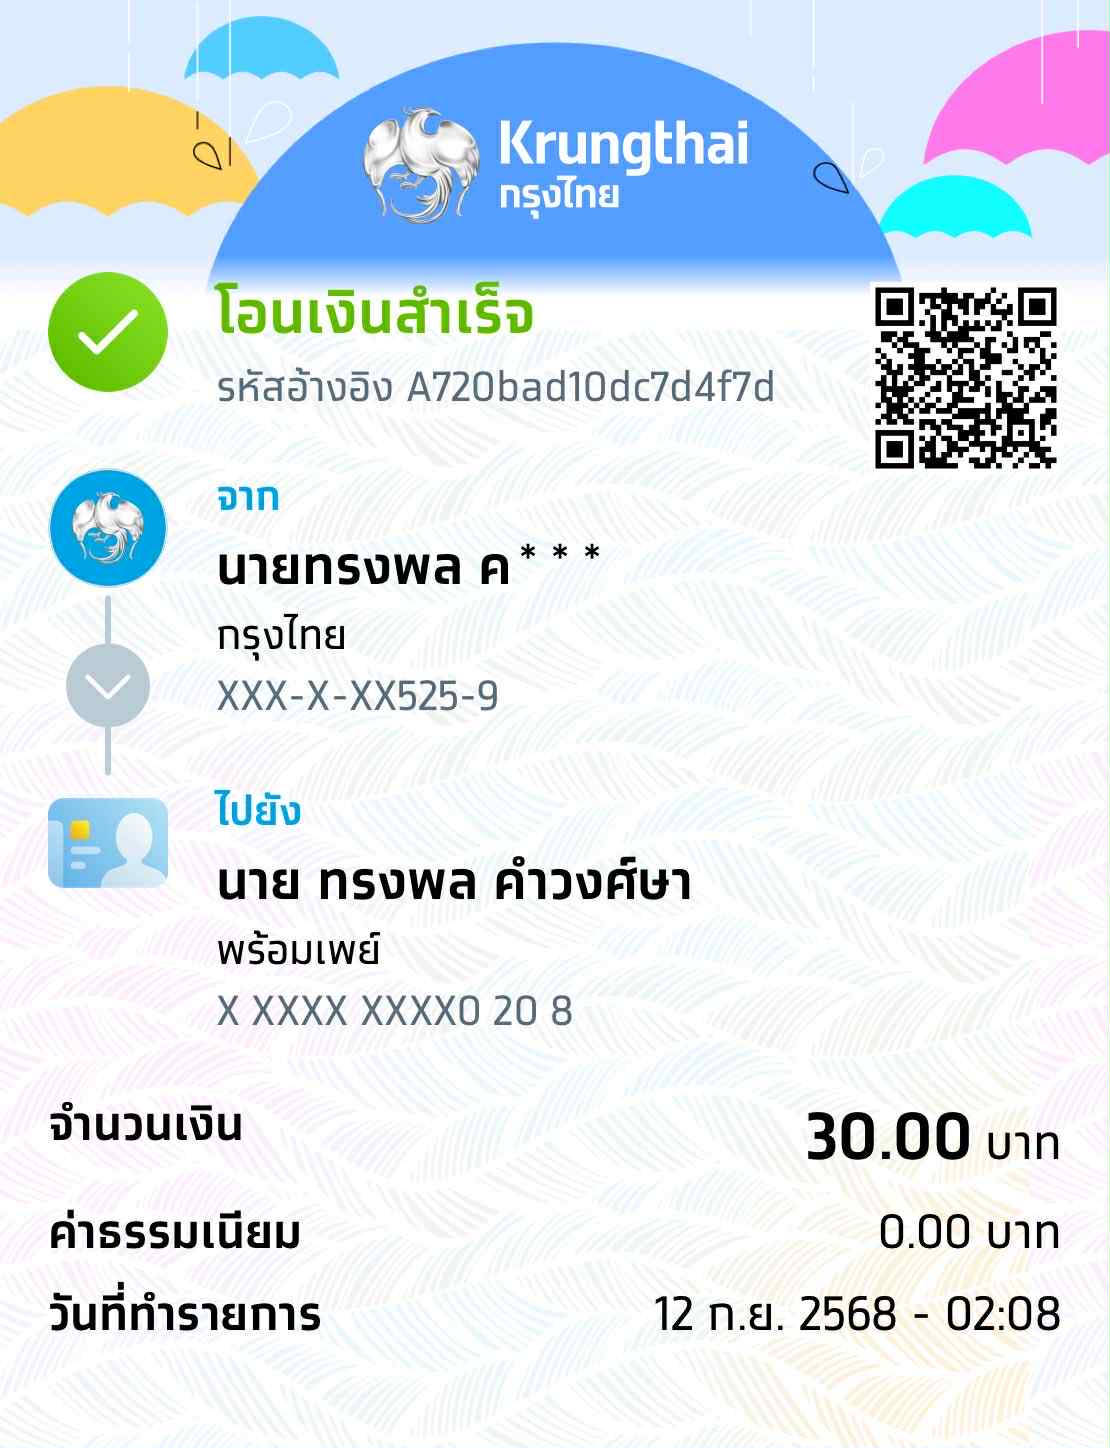 Krungthai
กรุงไทย
โอนเงินสำเร็จ
รหัสอ้างอิง A720bad10dc7d4f7d
จาก
นายทรงพล ค***
กรุงไทย
XXX-X-XX525-9
ไปยัง
นาย ทรงพล คำวงศ์ษา
พร้อมเพย์
X XXXX XXXX0 20 8
จำนวนเงิน 30.00 บาท
ค่าธรรมเนียม 0.00 บาท
วันที่ทำรายการ 12 ก.ย. 2568 - 02:08